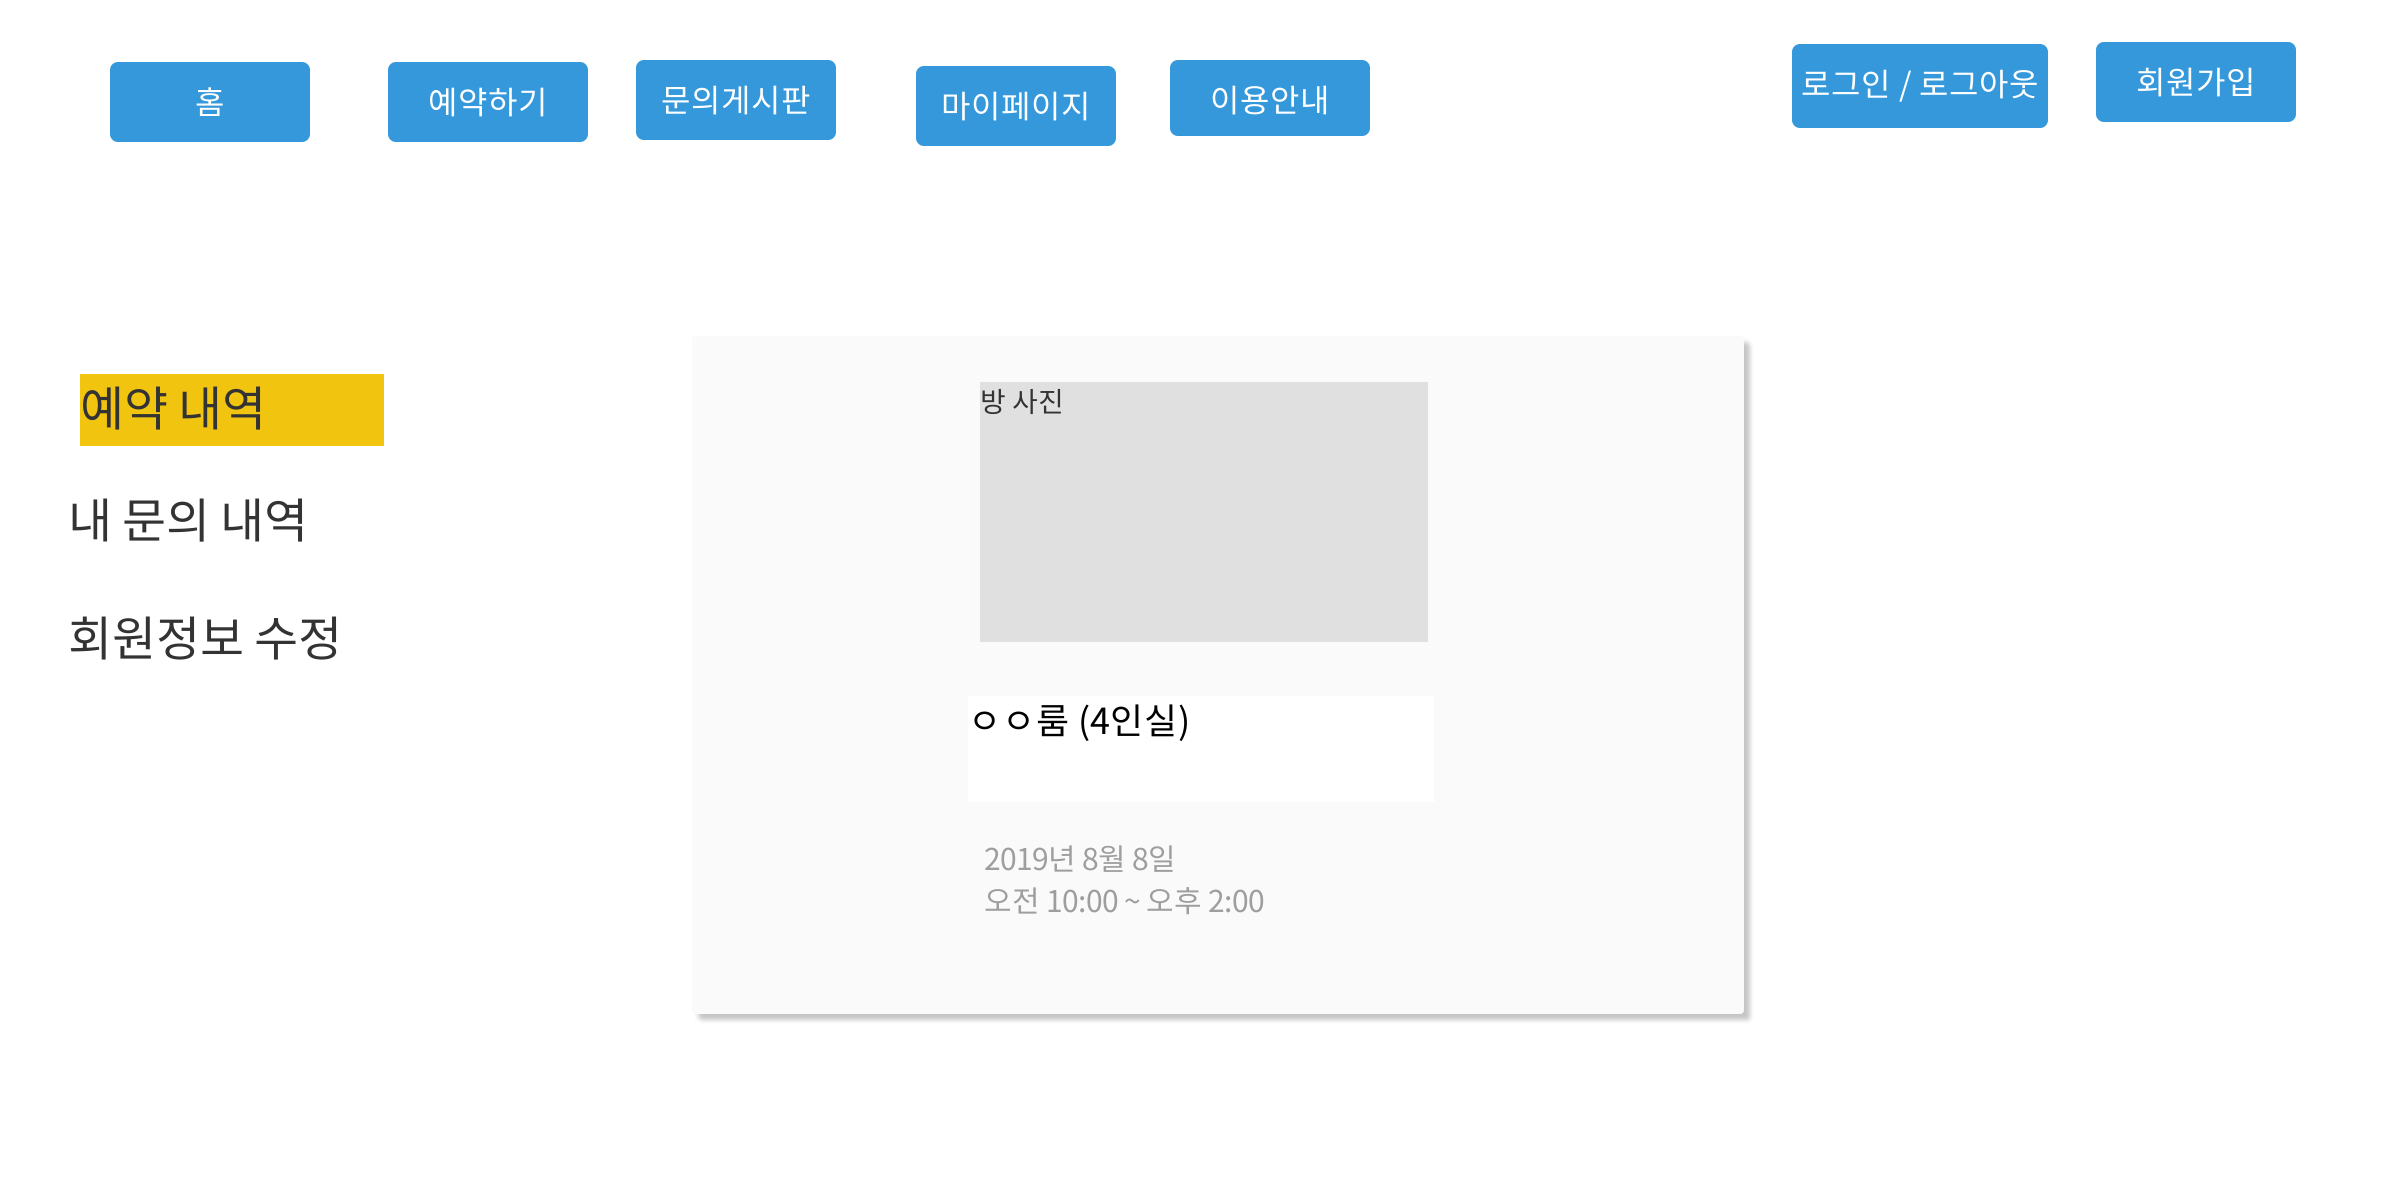 홈
예약하기
문의게시판
마이페이지
이용안내
로그인 / 로그아웃
회원가입
예약 내역
내 문의 내역
회원정보 수정
방 사진
ㅇㅇ룸 (4인실)
2019년 8월 8일
오전 10:00 ~ 오후 2:00